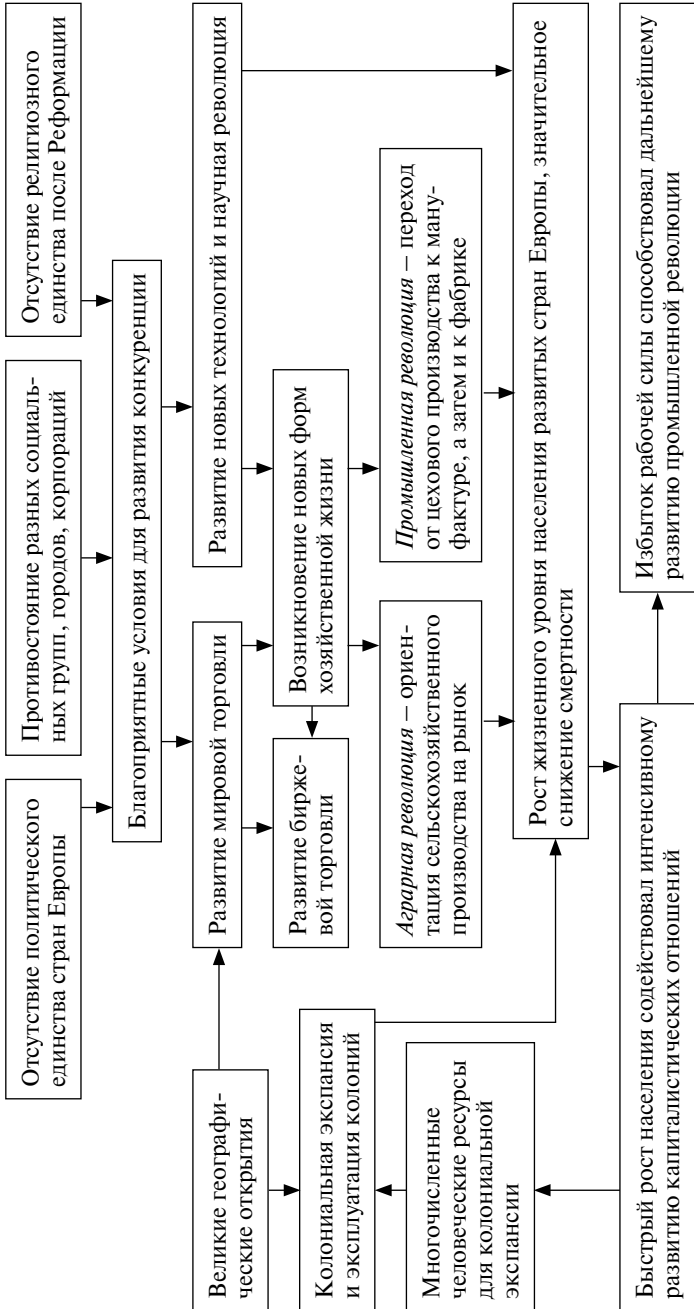 Отсутствие политического
единства стран Европы
Противостояние разных социаль-
ных групп, городов, корпораций
Отсутствие религиозного
единства после Реформации
Благоприятные условия для развития конкуренции
Великие географи-
ческие открытия
Развитие мировой торговли
Развитие новых технологий и научная революция
Колониальная экспансия
и эксплуатация колоний
Развитие бирже-
вой торговли
Возникновение новых форм
хозяйственной жизни
Многочисленные
человеческие ресурсы
для колониальной
экспансии
Аграрная революция — ориен-
тация сельскохозяйственного
производства на рынок
Промышленная революция — переход
от цехового производства к ману-
фактуре, а затем и к фабрике
Рост жизненного уровня населения развитых стран Европы, значительное
снижение смертности
Быстрый рост населения содействовал интенсивному
развитию капиталистических отношений
Избыток рабочей силы способствовал дальнейшему
развитию промышленной революции